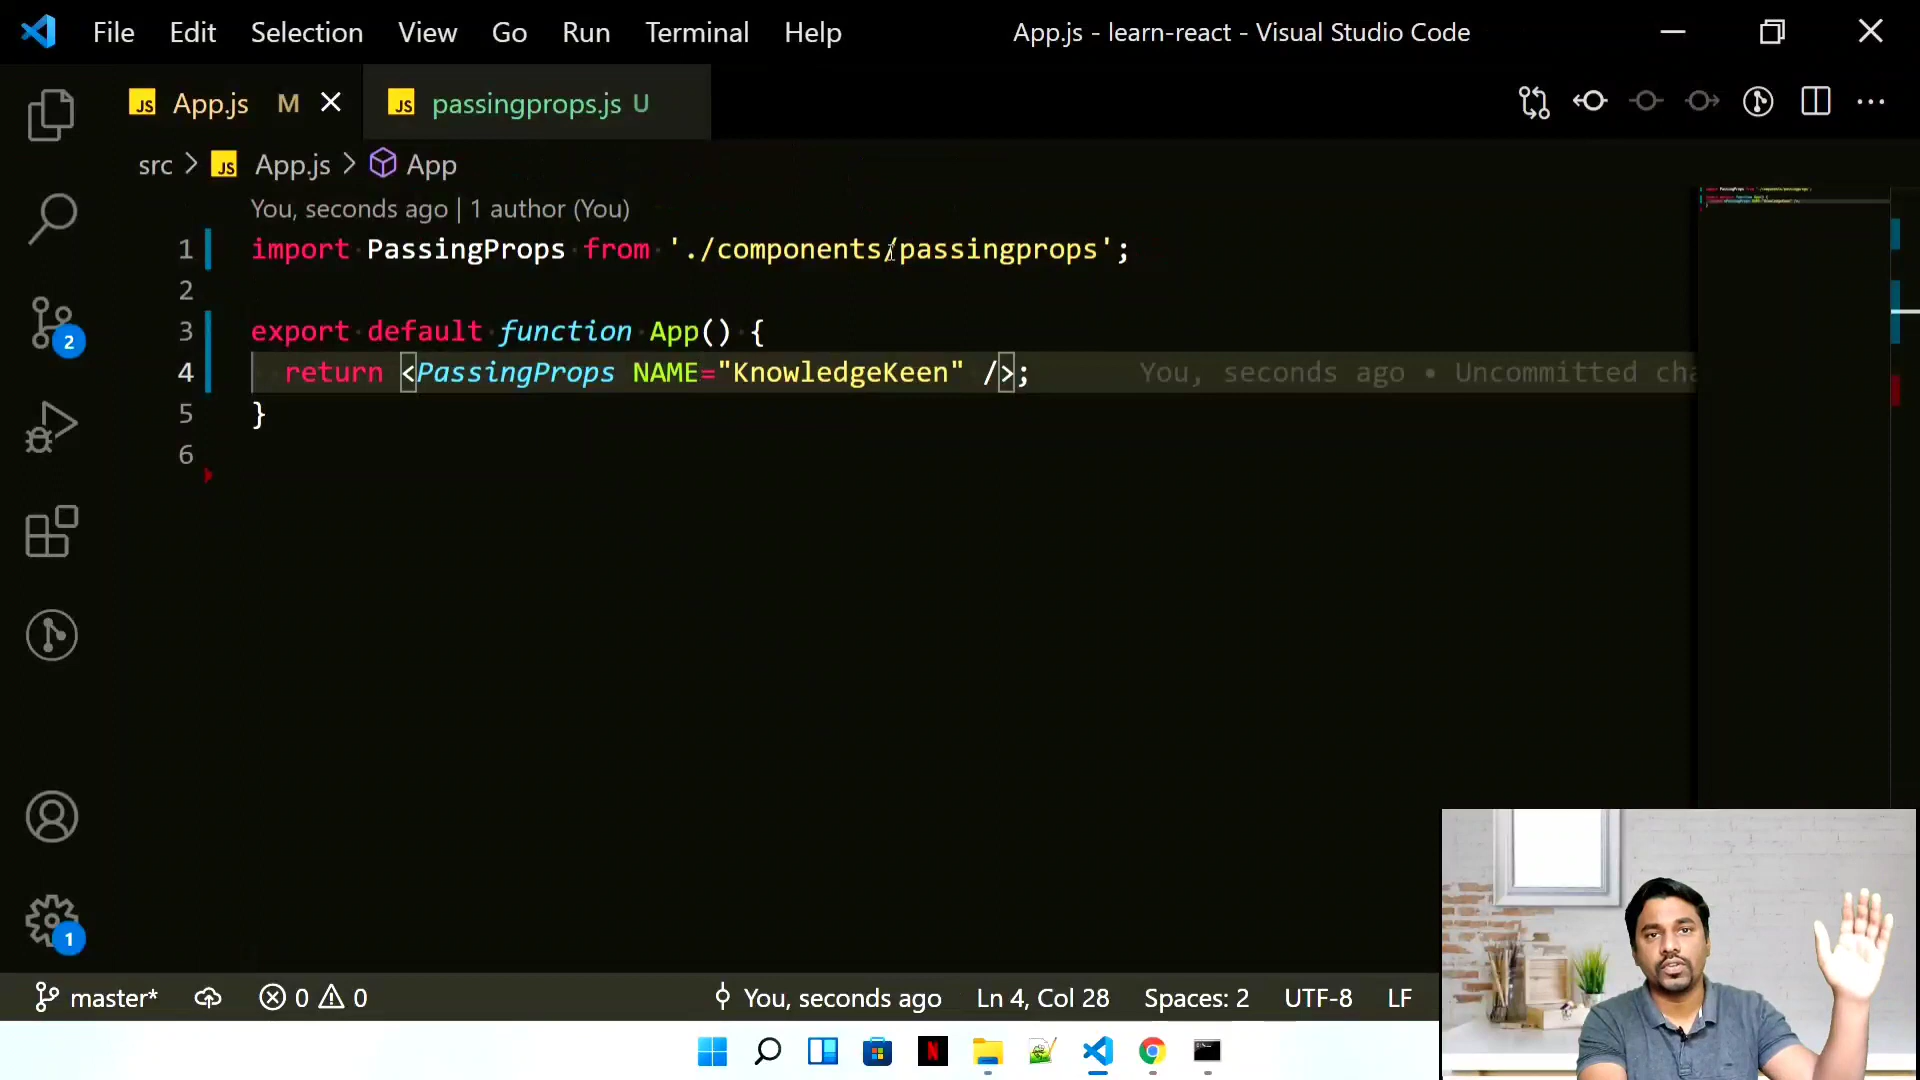 File Edit Selection View Go Run Terminal Help App.js - learn-react - Visual Studio Code
JS App.js M JS passingprops.js U
src > JS App.js > App
You, seconds ago | 1 author (You)
1 import PassingProps from './components/passingprops';
2
3 export default function App() {
4 return <PassingProps NAME="KnowledgeKeen" />; You, seconds ago • Uncommitted cha
5 }
6
2
1
master* 0 0 You, seconds ago Ln 4, Col 28 Spaces: 2 UTF-8 LF
N